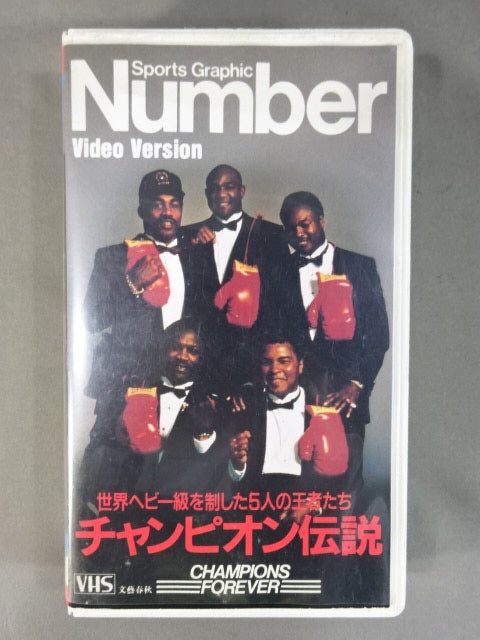 Sports Graphic
Number
Video Version
世界ヘビー級を制した5人の王者たち
チャンピオン伝説
VHS 文藝春秋
CHAMPIONS
FOREVER